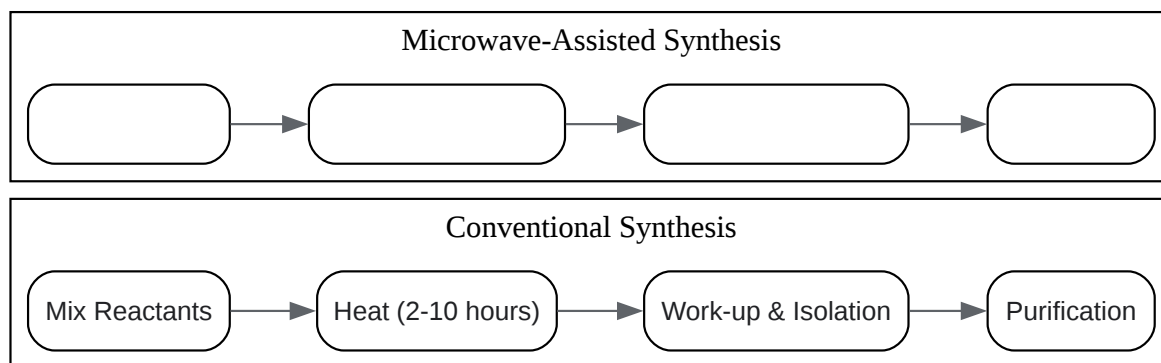 Microwave-Assisted Synthesis
Conventional Synthesis
Mix Reactants
Heat (2-10 hours)
Work-up & Isolation
Purification